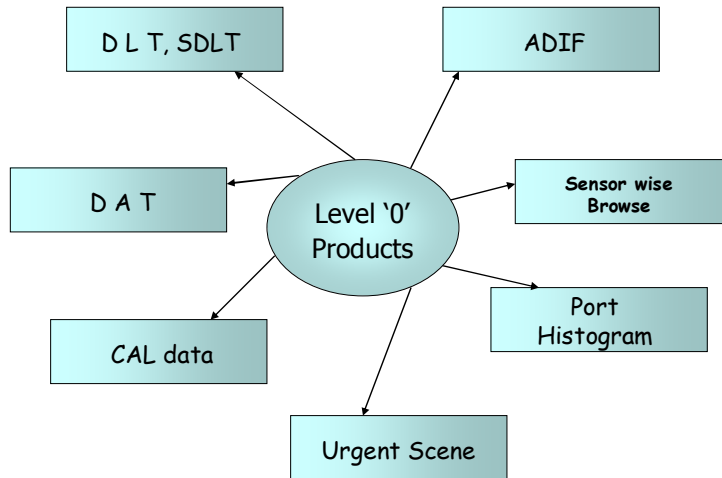 D L T, SDLT
ADIF
D A T
Sensor wise
Browse
Level ‘0’
Products
Port
Histogram
CAL data
Urgent Scene